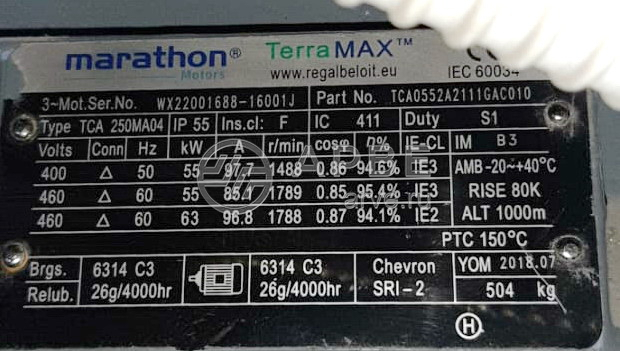 marathon® TerraMAX™ CE
Motors www.regalbeloit.eu IEC 60034
3~Mot.Ser.No. WX22001688-16001J Part No. TCA0552A2111GAC010
Type TCA 250MA04 IP 55 Ins.cl: F IC 411 Duty S1
Volts Conn Hz kW A r/min cosφ η% IE-CL IM B3
400 Δ 50 55 97.7 1488 0.86 94.6% IE3 AMB-20~+40°C
460 Δ 60 55 85.1 1789 0.85 95.4% IE3 RISE 80K
460 Δ 60 63 96.8 1788 0.87 94.1% IE2 ALT 1000m
PTC 150°C
Brgs. 6314 C3 6314 C3 Chevron YOM 2018.07
Relub. 26g/4000hr 26g/4000hr SRI-2 504 kg
H